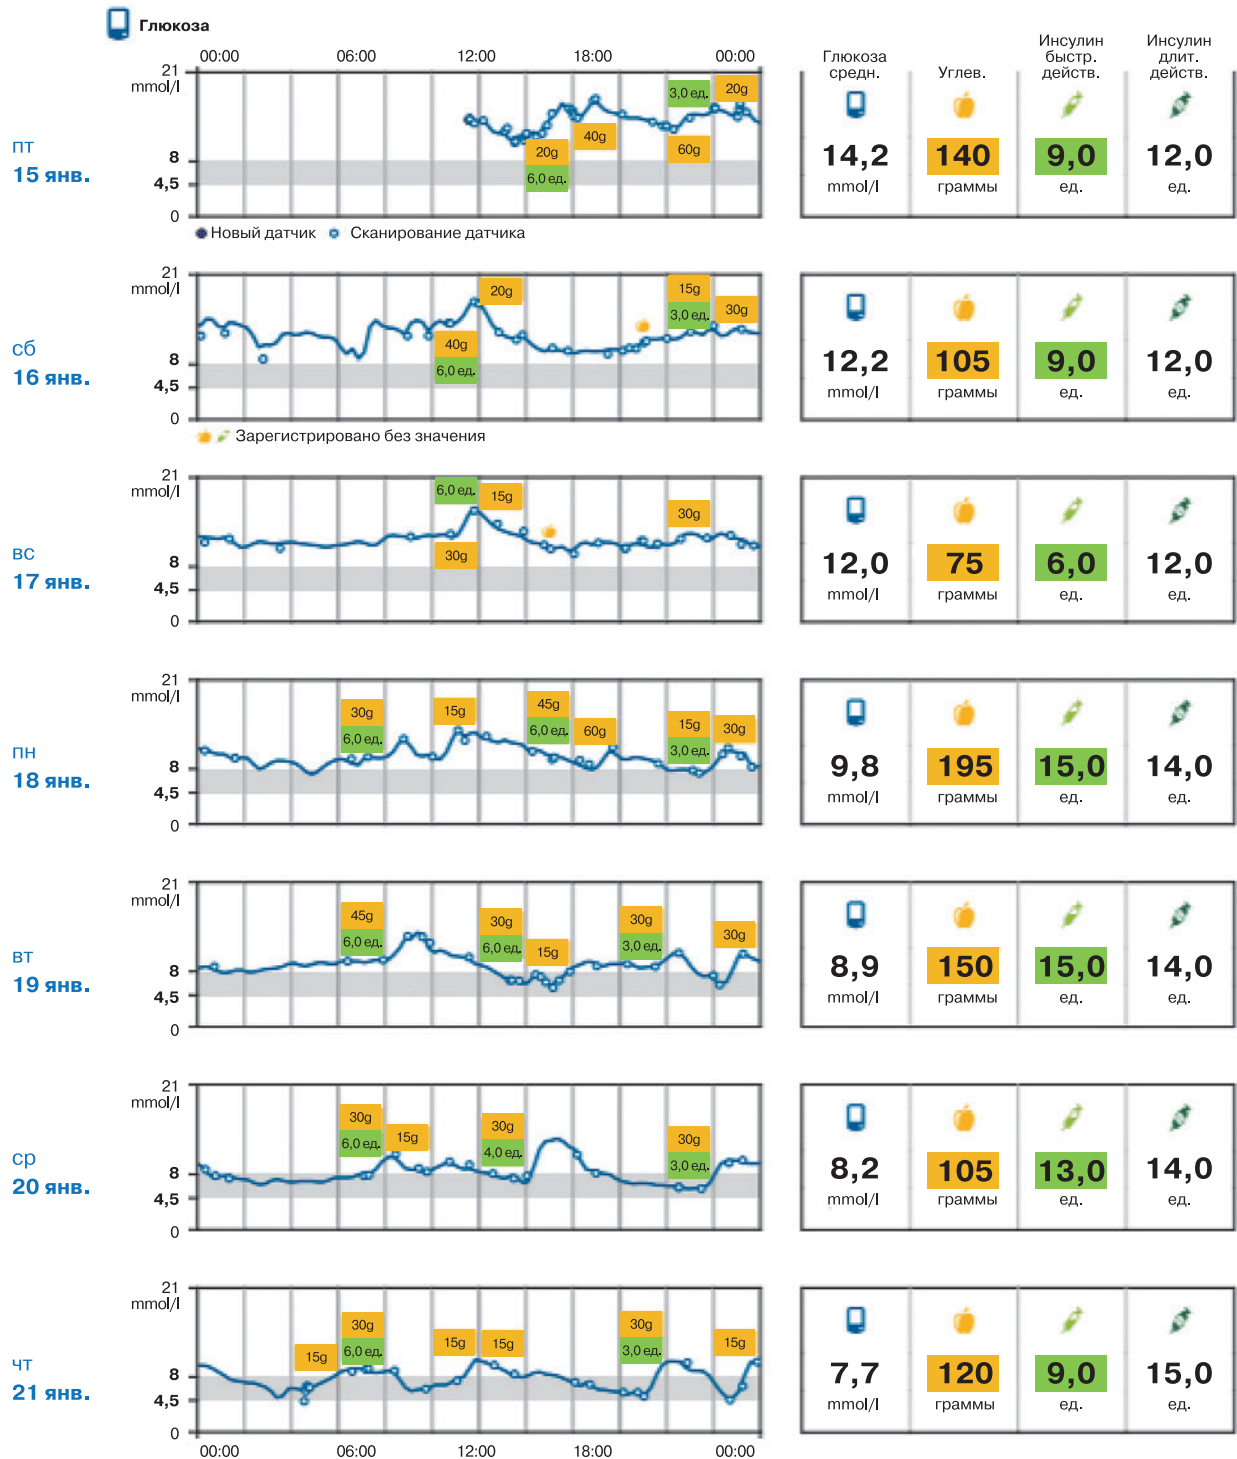 Глюкоза
00:00 06:00 12:00 18:00 00:00
Глюкоза средн. Углев. Инсулин быстр. действ. Инсулин длит. действ.
21
mmol/l
3,0 ед. 20g
40g
20g 60g
6,0 ед.
8
4,5
0
пт
15 янв.
14,2 140 9,0 12,0
mmol/l граммы ед. ед.
Новый датчик Сканирование датчика
21
mmol/l
20g 15g
3,0 ед. 30g
40g
6,0 ед.
8
4,5
0
сб
16 янв.
12,2 105 9,0 12,0
mmol/l граммы ед. ед.
Зарегистрировано без значения
21
mmol/l
6,0 ед. 15g
30g
30g
8
4,5
0
вс
17 янв.
12,0 75 6,0 12,0
mmol/l граммы ед. ед.
21
mmol/l
30g 15g 45g 15g
6,0 ед. 6,0 ед. 60g 3,0 ед. 30g
8
4,5
0
пн
18 янв.
9,8 195 15,0 14,0
mmol/l граммы ед. ед.
21
mmol/l
45g 30g 30g
6,0 ед. 6,0 ед. 15g 3,0 ед. 30g
8
4,5
0
вт
19 янв.
8,9 150 15,0 14,0
mmol/l граммы ед. ед.
21
mmol/l
30g 15g 30g 30g
6,0 ед. 4,0 ед. 3,0 ед.
8
4,5
0
ср
20 янв.
8,2 105 13,0 14,0
mmol/l граммы ед. ед.
21
mmol/l
15g 30g 15g 15g 30g 15g
6,0 ед. 3,0 ед.
8
4,5
0
чт
21 янв.
7,7 120 9,0 15,0
mmol/l граммы ед. ед.
00:00 06:00 12:00 18:00 00:00